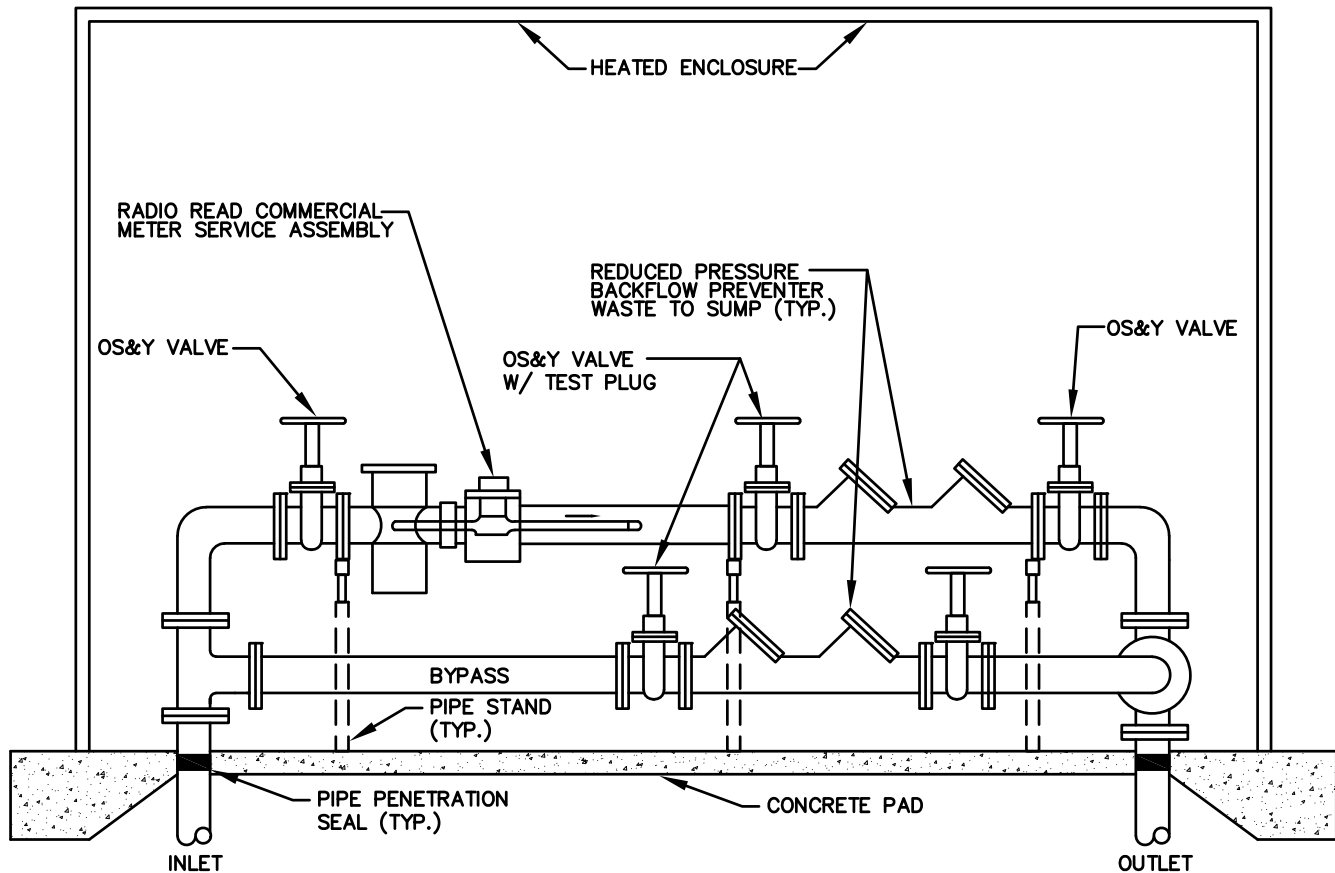 HEATED ENCLOSURE
RADIO READ COMMERCIAL
METER SERVICE ASSEMBLY
REDUCED PRESSURE
BACKFLOW PREVENTER
WASTE TO SUMP (TYP.)
OS&Y VALVE
OS&Y VALVE
W/ TEST PLUG
OS&Y VALVE
BYPASS
PIPE STAND
(TYP.)
PIPE PENETRATION
SEAL (TYP.)
CONCRETE PAD
INLET
OUTLET